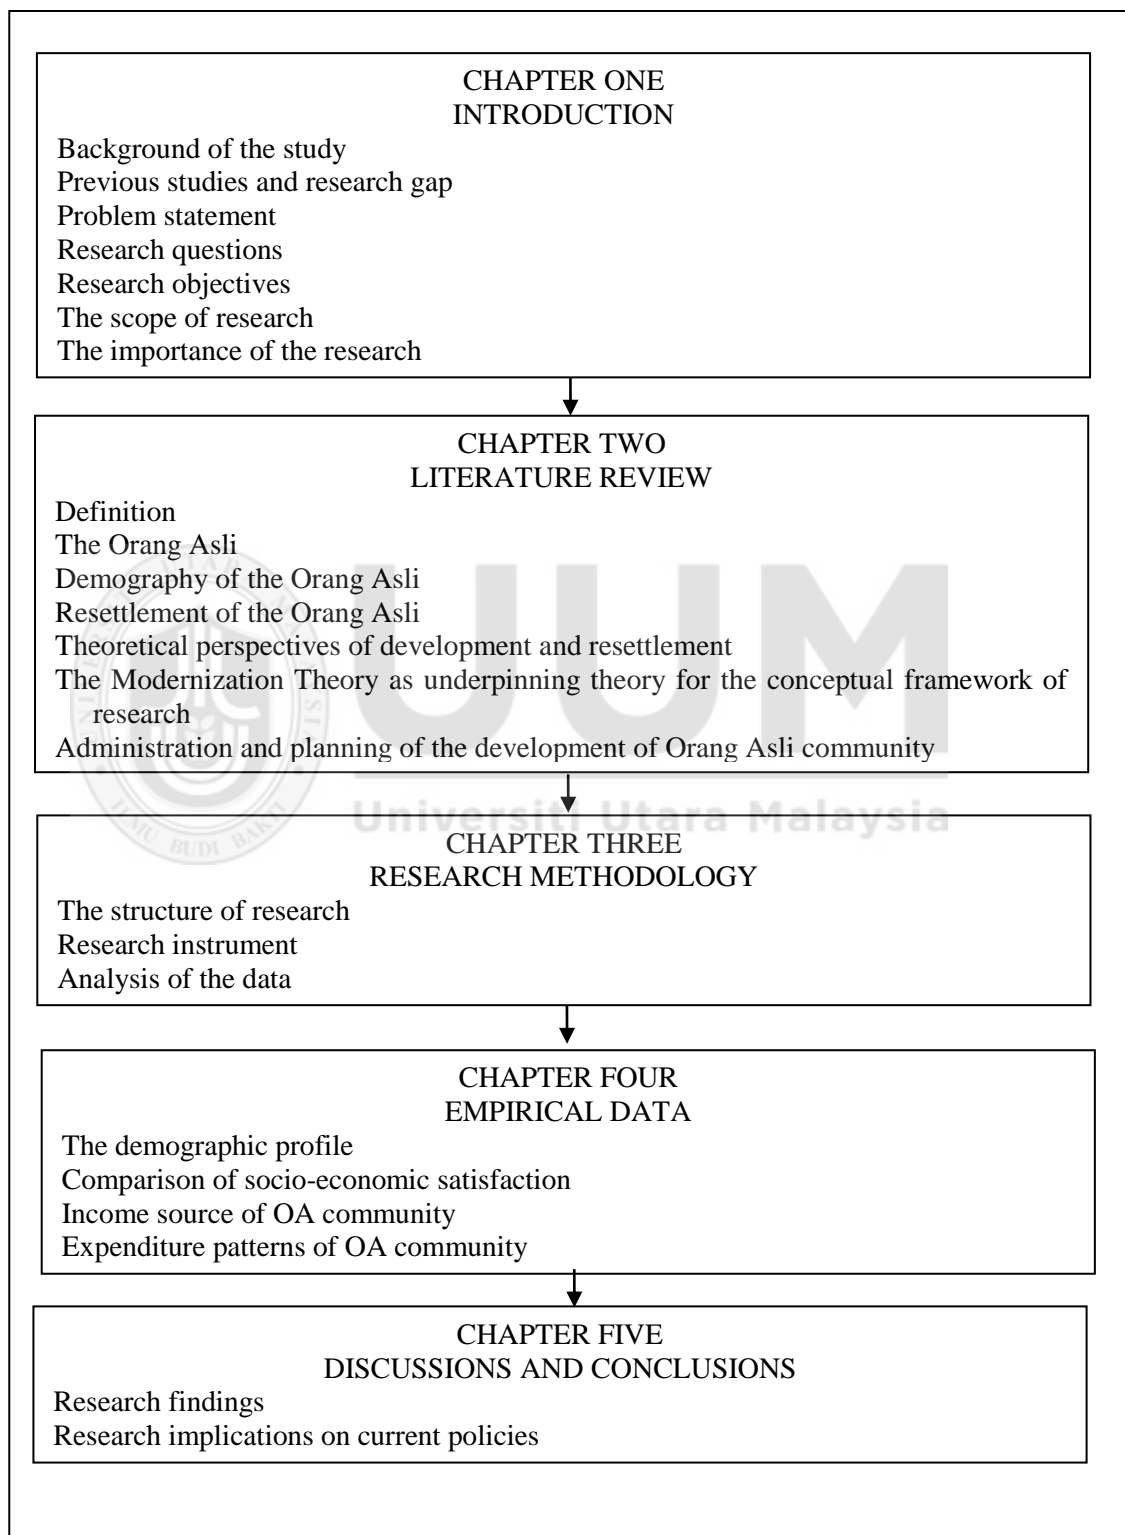 CHAPTER ONE
INTRODUCTION
Background of the study
Previous studies and research gap
Problem statement
Research questions
Research objectives
The scope of research
The importance of the research
CHAPTER TWO
LITERATURE REVIEW
Definition
The Orang Asli
Demography of the Orang Asli
Resettlement of the Orang Asli
Theoretical perspectives of development and resettlement
The Modernization Theory as underpinning theory for the conceptual framework of
research
Administration and planning of the development of Orang Asli community
UUM
Universiti Utara Malaysia
UNIVERSITI UTARA MALAYSIA
ILMU BUDI BAKTI
CHAPTER THREE
RESEARCH METHODOLOGY
The structure of research
Research instrument
Analysis of the data
CHAPTER FOUR
EMPIRICAL DATA
The demographic profile
Comparison of socio-economic satisfaction
Income source of OA community
Expenditure patterns of OA community
CHAPTER FIVE
DISCUSSIONS AND CONCLUSIONS
Research findings
Research implications on current policies